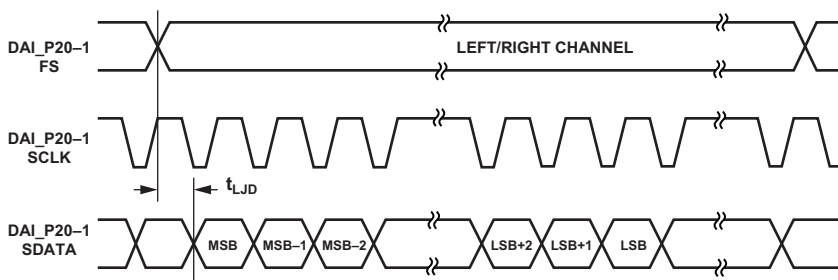 DAI_P20–1
FS
LEFT/RIGHT CHANNEL
DAI_P20–1
SCLK
tLJD
DAI_P20–1
SDATA
MSB
MSB–1
MSB–2
LSB+2
LSB+1
LSB